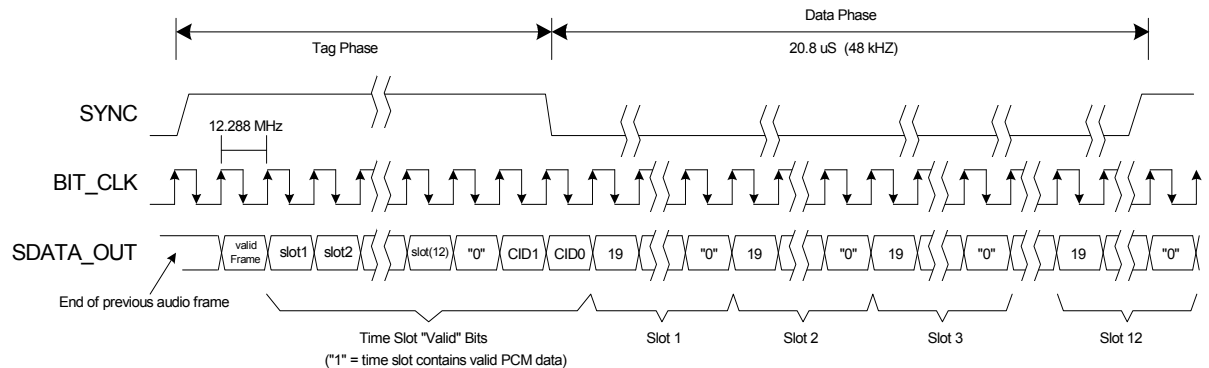 Data Phase
Tag Phase
20.8 uS (48 kHZ)
SYNC
12.288 MHz
BIT_CLK
SDATA_OUT
valid
Frame
slot1
slot2
slot(12)
"0"
CID1
CID0
19
"0"
19
"0"
19
"0"
19
"0"
End of previous audio frame
Time Slot "Valid" Bits
("1" = time slot contains valid PCM data)
Slot 1
Slot 2
Slot 3
Slot 12